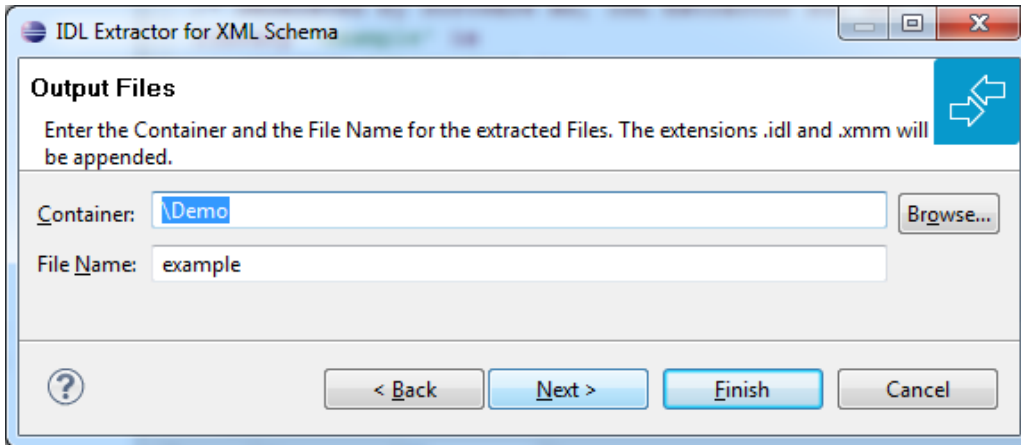 IDL Extractor for XML Schema
Output Files
Enter the Container and the File Name for the extracted Files. The extensions .idl and .xmm will
be appended.
Container: \Demo Browse...
File Name: example
? < Back Next > Finish Cancel